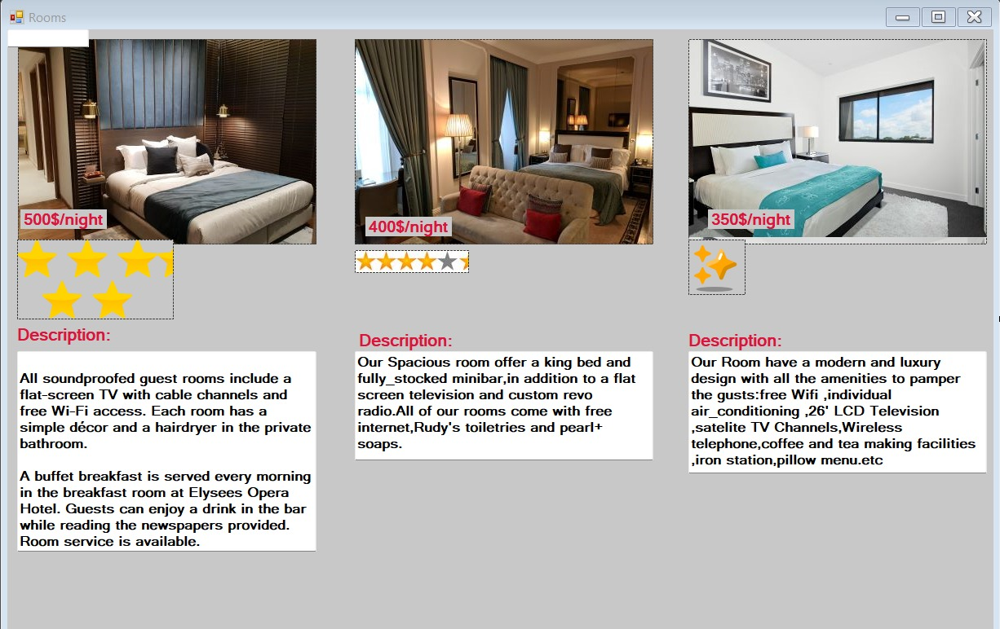 Rooms
500$/night
400$/night
350$/night
Description:
All soundproofed guest rooms include a
flat-screen TV with cable channels and
free Wi-Fi access. Each room has a
simple décor and a hairdryer in the private
bathroom.
A buffet breakfast is served every morning
in the breakfast room at Elysees Opera
Hotel. Guests can enjoy a drink in the bar
while reading the newspapers provided.
Room service is available.
Description:
Our Spacious room offer a king bed and
fully_stocked minibar,in addition to a flat
screen television and custom revo
radio.All of our rooms come with free
internet,Rudy's toiletries and pearl+
soaps.
Description:
Our Room have a modern and luxury
design with all the amenities to pamper
the gusts:free Wifi ,individual
air_conditioning ,26' LCD Television
,satelite TV Channels,Wireless
telephone,coffee and tea making facilities
,iron station,pillow menu.etc